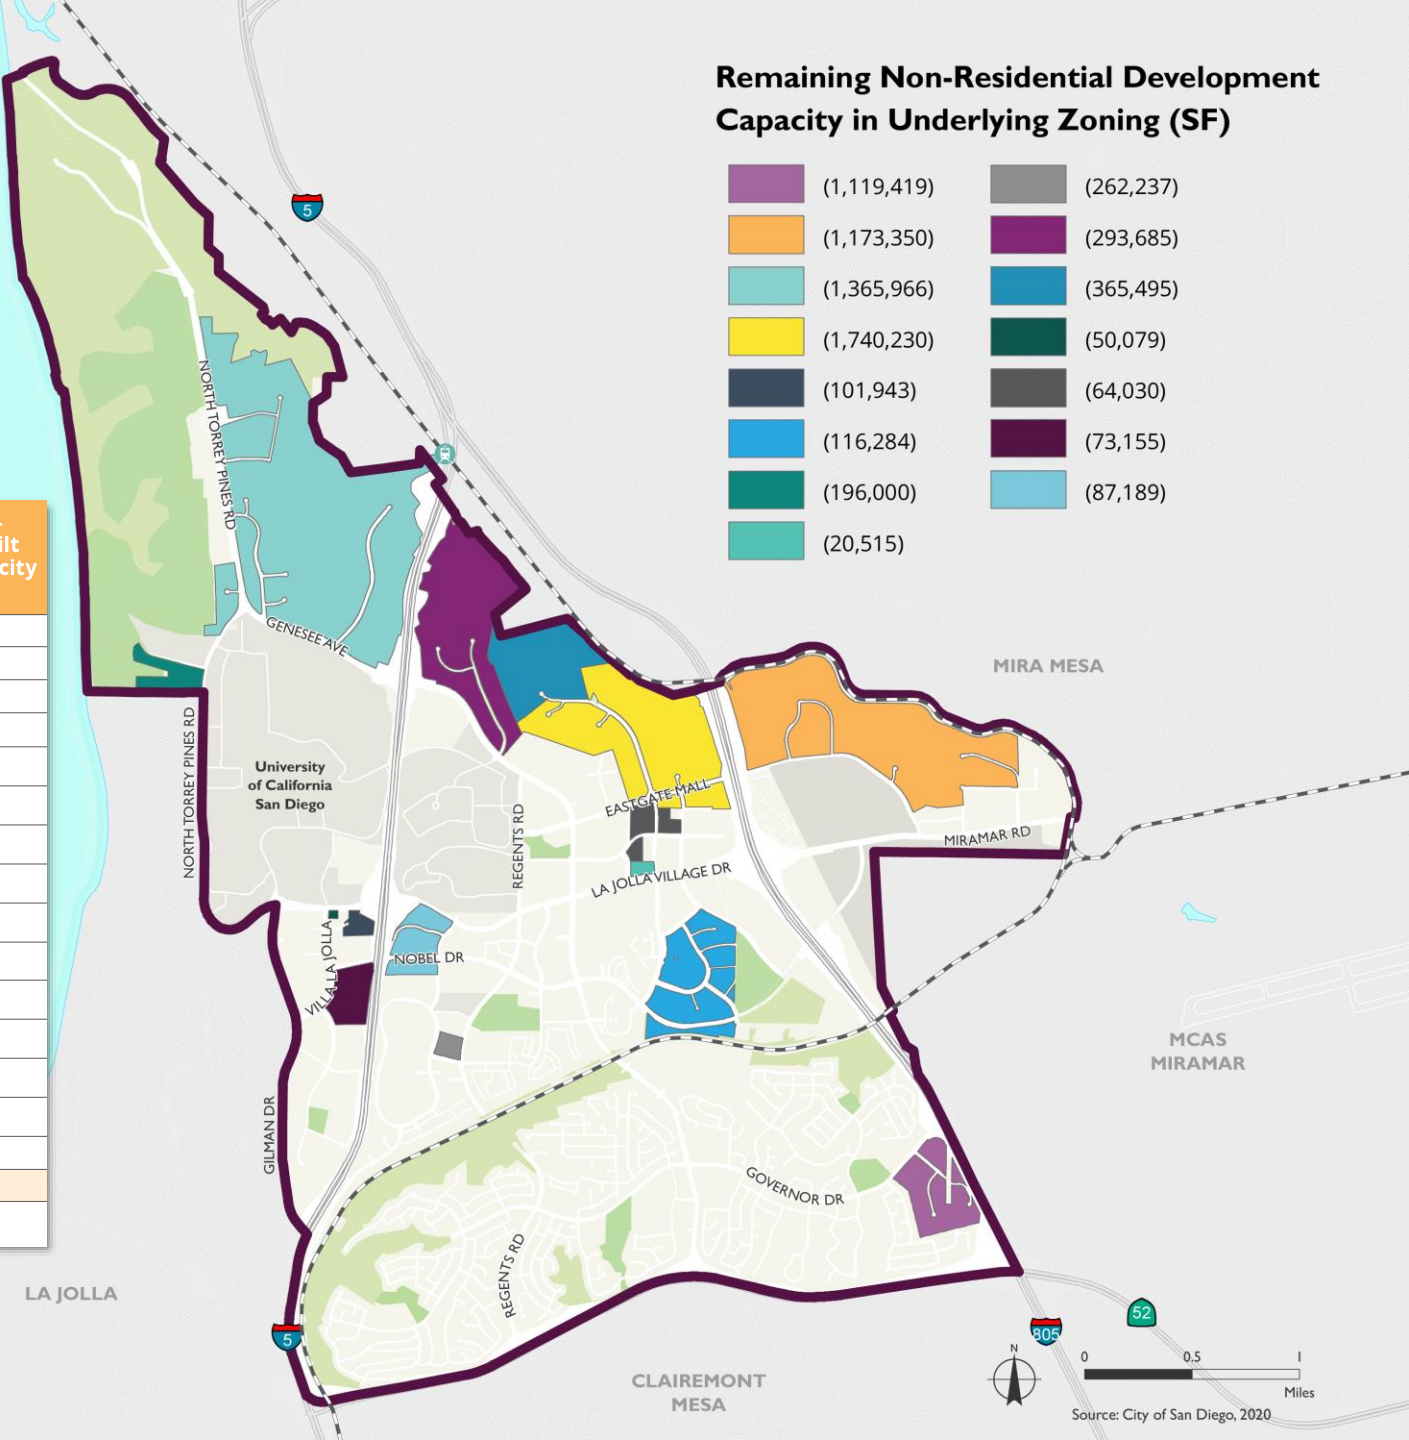 Remaining Non-Residential Development
Capacity in Underlying Zoning (SF)
(1,119,419)
(1,173,350)
(1,365,966)
(1,740,230)
(101,943)
(116,284)
(196,000)
(20,515)
(262,237)
(293,685)
(365,495)
(50,079)
(64,030)
(73,155)
(87,189)
5
NORTH TORREY PINES RD
ilt
city
GENESEE AVE
MIRA MESA
NORTH TORREY PINES RD
University
of California
San Diego
REGENTS RD
EASTGATE MALL
MIRAMAR RD
LA JOLLA VILLAGE DR
VILLA LA JOLLA
NOBEL DR
MCAS
MIRAMAR
GILMAN DR
GOVERNOR DR
REGENTS RD
LA JOLLA
5
CLAIREMONT
MESA
805
52
N
0 0.5 1
Miles
Source: City of San Diego, 2020